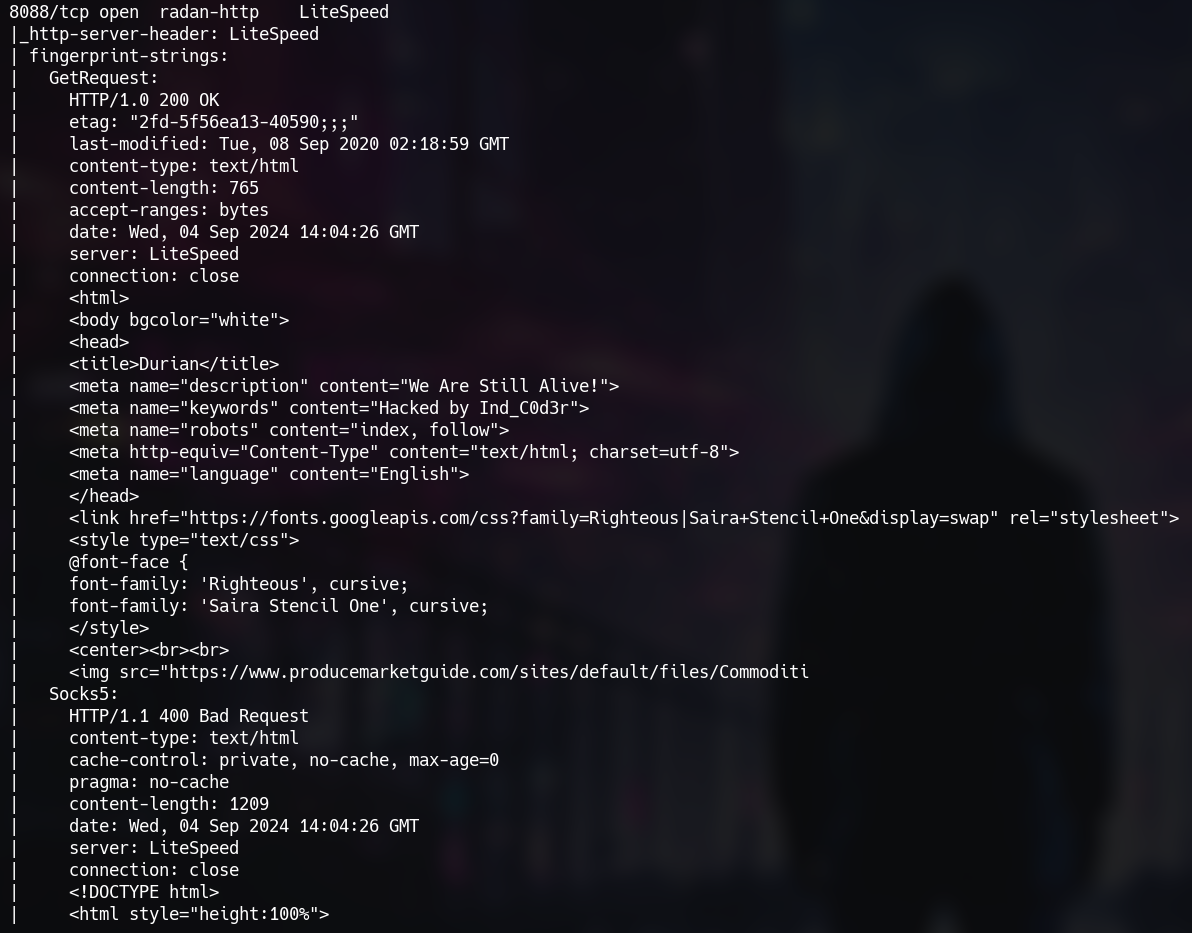 8088/tcp open  radan-http    LiteSpeed
|_http-server-header: LiteSpeed
| fingerprint-strings:
|   GetRequest:
|     HTTP/1.0 200 OK
|     etag: "2fd-5f56ea13-40590;;;"
|     last-modified: Tue, 08 Sep 2020 02:18:59 GMT
|     content-type: text/html
|     content-length: 765
|     accept-ranges: bytes
|     date: Wed, 04 Sep 2024 14:04:26 GMT
|     server: LiteSpeed
|     connection: close
|     <html>
|     <body bgcolor="white">
|     <head>
|     <title>Durian</title>
|     <meta name="description" content="We Are Still Alive!">
|     <meta name="keywords" content="Hacked by Ind_C0d3r">
|     <meta name="robots" content="index, follow">
|     <meta http-equiv="Content-Type" content="text/html; charset=utf-8">
|     <meta name="language" content="English">
|     </head>
|     <link href="https://fonts.googleapis.com/css?family=Righteous|Saira+Stencil+One&display=swap" rel="stylesheet">
|     <style type="text/css">
|     @font-face {
|     font-family: 'Righteous', cursive;
|     font-family: 'Saira Stencil One', cursive;
|     </style>
|     <center><br><br>
|     <img src="https://www.producemarketguide.com/sites/default/files/Commoditi
|   Socks5:
|     HTTP/1.1 400 Bad Request
|     content-type: text/html
|     cache-control: private, no-cache, max-age=0
|     pragma: no-cache
|     content-length: 1209
|     date: Wed, 04 Sep 2024 14:04:26 GMT
|     server: LiteSpeed
|     connection: close
|     <!DOCTYPE html>
|     <html style="height:100%">